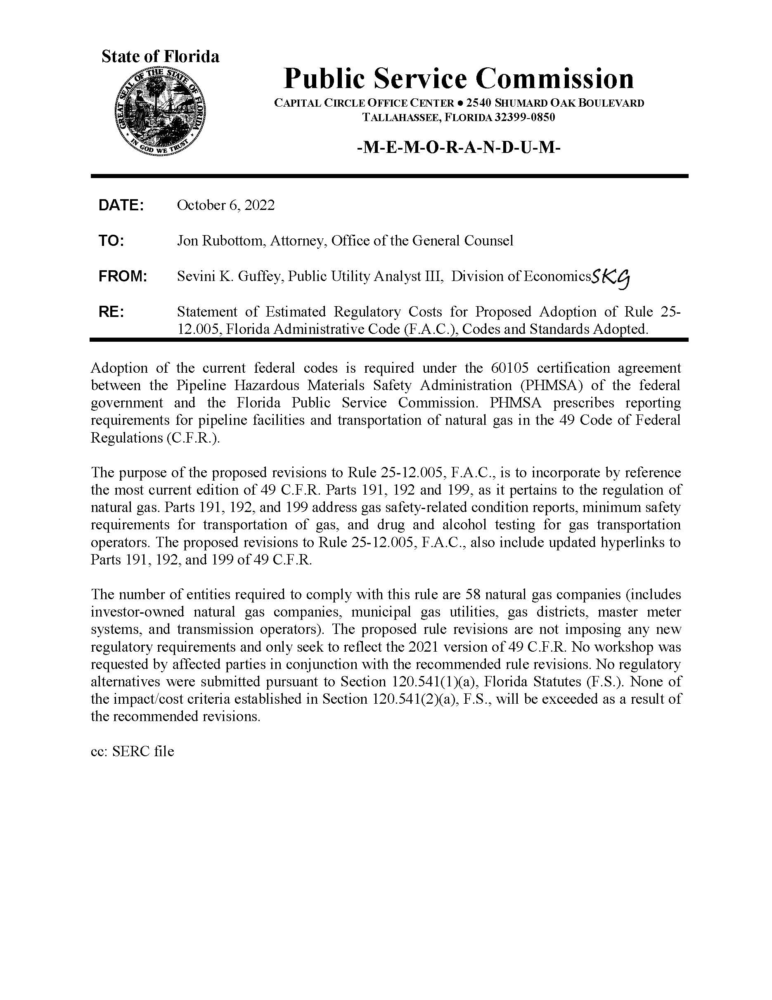 State of Florida
GREAT SEAL OF THE STATE OF FLORIDA
IN GOD WE TRUST
Public Service Commission
CAPITAL CIRCLE OFFICE CENTER ● 2540 SHUMARD OAK BOULEVARD
TALLAHASSEE, FLORIDA 32399-0850
-M-E-M-O-R-A-N-D-U-M-
DATE: October 6, 2022
TO: Jon Rubottom, Attorney, Office of the General Counsel
FROM: Sevini K. Guffey, Public Utility Analyst III, Division of Economics SKG
RE: Statement of Estimated Regulatory Costs for Proposed Adoption of Rule 25-
12.005, Florida Administrative Code (F.A.C.), Codes and Standards Adopted.
Adoption of the current federal codes is required under the 60105 certification agreement
between the Pipeline Hazardous Materials Safety Administration (PHMSA) of the federal
government and the Florida Public Service Commission. PHMSA prescribes reporting
requirements for pipeline facilities and transportation of natural gas in the 49 Code of Federal
Regulations (C.F.R.).
The purpose of the proposed revisions to Rule 25-12.005, F.A.C., is to incorporate by reference
the most current edition of 49 C.F.R. Parts 191, 192 and 199, as it pertains to the regulation of
natural gas. Parts 191, 192, and 199 address gas safety-related condition reports, minimum safety
requirements for transportation of gas, and drug and alcohol testing for gas transportation
operators. The proposed revisions to Rule 25-12.005, F.A.C., also include updated hyperlinks to
Parts 191, 192, and 199 of 49 C.F.R.
The number of entities required to comply with this rule are 58 natural gas companies (includes
investor-owned natural gas companies, municipal gas utilities, gas districts, master meter
systems, and transmission operators). The proposed rule revisions are not imposing any new
regulatory requirements and only seek to reflect the 2021 version of 49 C.F.R. No workshop was
requested by affected parties in conjunction with the recommended rule revisions. No regulatory
alternatives were submitted pursuant to Section 120.541(1)(a), Florida Statutes (F.S.). None of
the impact/cost criteria established in Section 120.541(2)(a), F.S., will be exceeded as a result of
the recommended revisions.
cc: SERC file